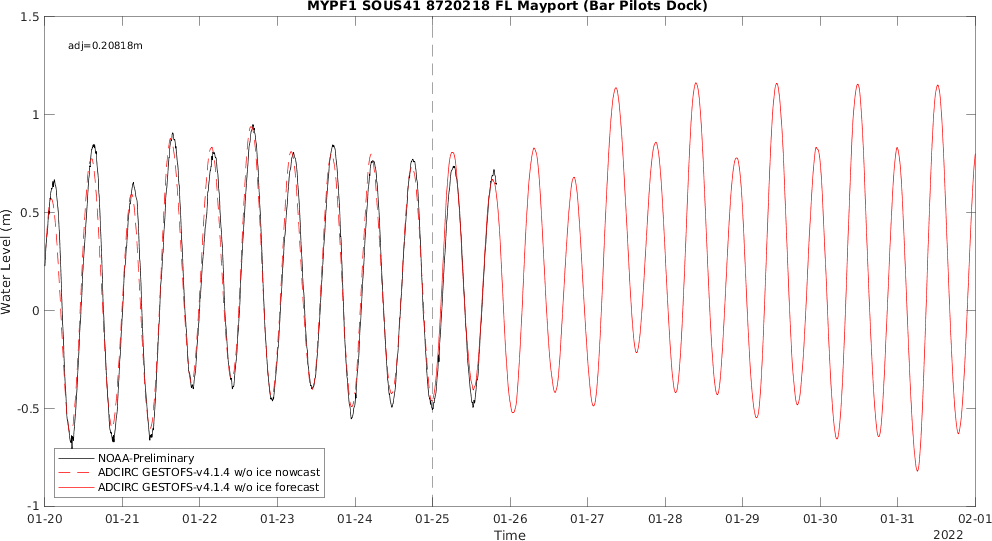 MYPF1 SOUS41 8720218 FL Mayport (Bar Pilots Dock)
1.5
adj=0.20818m
1
0.5
0
-0.5
-1
Water Level (m)
NOAA-Preliminary
ADCIRC GESTOFS-v4.1.4 w/o ice nowcast
ADCIRC GESTOFS-v4.1.4 w/o ice forecast
01-20 01-21 01-22 01-23 01-24 01-25 01-26 01-27 01-28 01-29 01-30 01-31 02-01
Time
2022